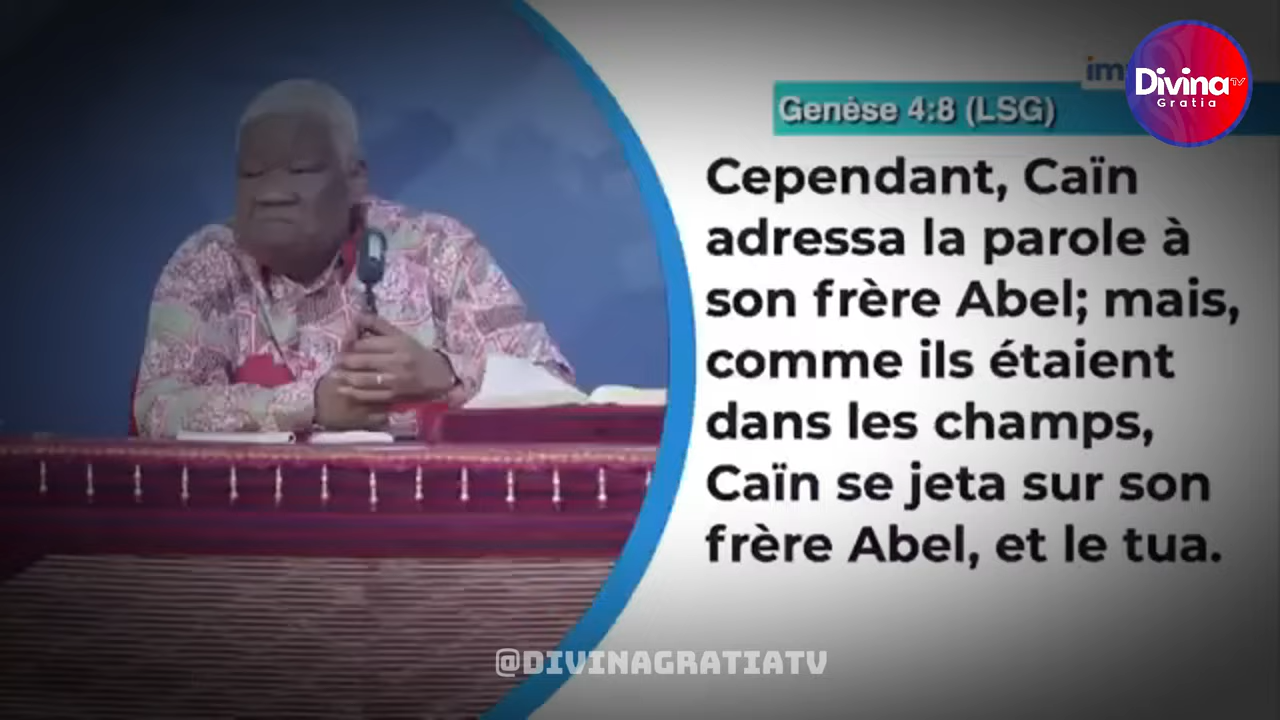 Divina TV
Gratia
Genèse 4:8 (LSG)
Cependant, Caïn
adressa la parole à
son frère Abel; mais,
comme ils étaient
dans les champs,
Caïn se jeta sur son
frère Abel, et le tua.
@DIVINAGRATIATV